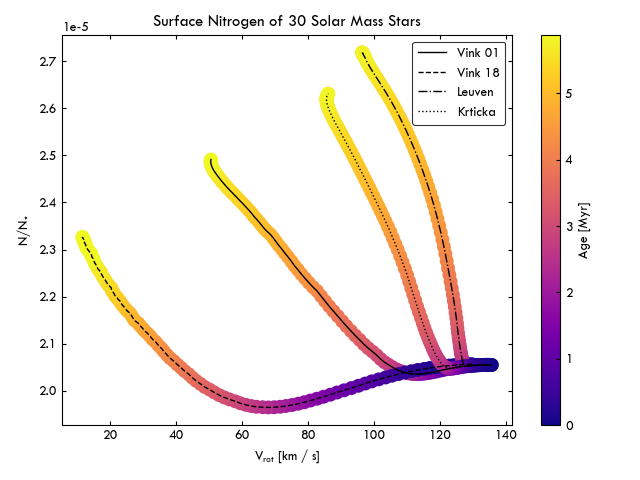 Surface Nitrogen of 30 Solar Mass Stars
1e-5
Vink 01
Vink 18
Leuven
Krticka
2.7
2.6
2.5
2.4
2.3
2.2
2.1
2.0
N/N*
20
40
60
80
100
120
140
Vrot [km / s]
5
4
3
2
1
0
Age [Myr]